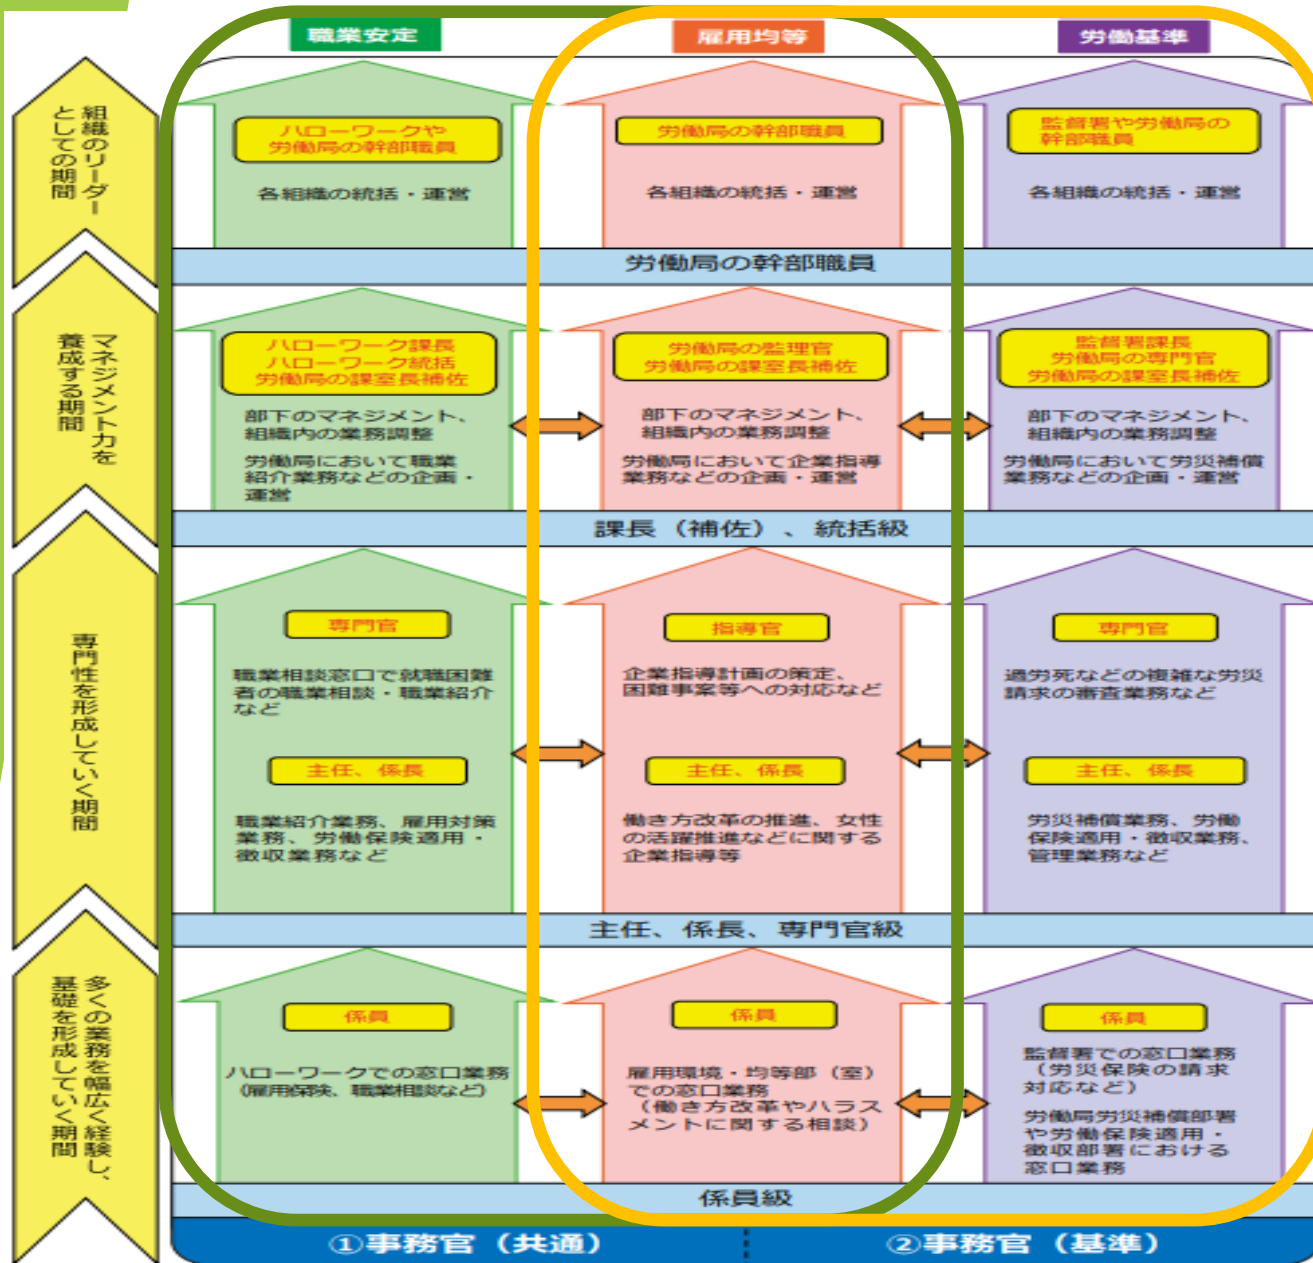 職業安定
雇用均等
労働基準
組織のリーダー
としての期間
ハローワークや
労働局の幹部職員
各組織の統括・運営
労働局の幹部職員
各組織の統括・運営
監督署や労働局の
幹部職員
各組織の統括・運営
労働局の幹部職員
マネジメント力を
養成する期間
ハローワーク課長
ハローワーク統括
労働局の課室長補佐
部下のマネジメント、
組織内の業務調整
労働局において職業
紹介業務などの企画・
運営
労働局の監理官
労働局の課室長補佐
部下のマネジメント、
組織内の業務調整
労働局において企業指導
業務などの企画・運営
監督署課長
労働局の専門官
労働局の課室長補佐
部下のマネジメント、
組織内の業務調整
労働局において労災補償
業務などの企画・運営
課長（補佐）、統括級
専門性を形成していく期間
専門官
職業相談窓口で就職困難
者の職業相談・職業紹介
など
主任、係長
職業紹介業務、雇用対策
業務、労働保険適用・
徴収業務など
指導官
企業指導計画の策定、
困難事案等への対応など
主任、係長
働き方改革の推進、女性
の活躍推進などに関する
企業指導等
専門官
過労死などの複雑な労災
請求の審査業務など
主任、係長
労災補償業務、労働
保険適用・徴収業務、
管理業務など
主任、係長、専門官級
多くの業務を幅広く経験し、
基礎を形成していく期間
係員
ハローワークでの窓口業務
（雇用保険、職業相談など）
係員
雇用環境・均等部（室）
での窓口業務
（働き方改革やハラス
メントに関する相談）
係員
監督署での窓口業務
（労災保険の請求
対応など）
労働局労災補償部署
や労働保険適用・
徴収部署における
窓口業務
係員級
①事務官（共通）
②事務官（基準）